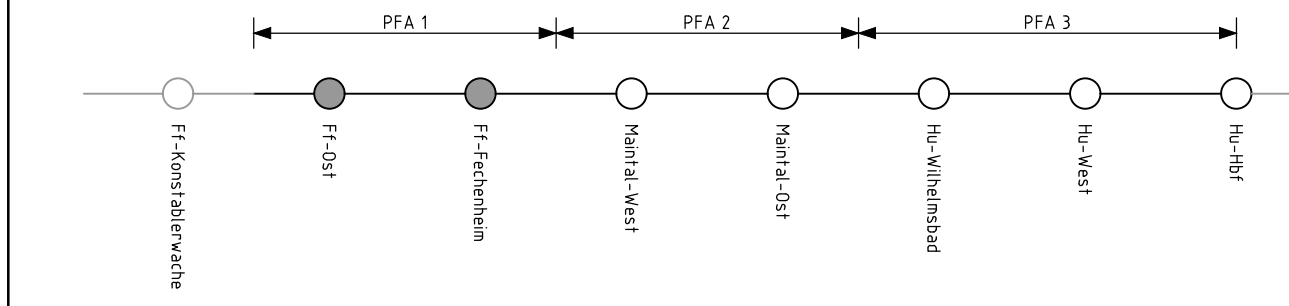 PFA 1
PFA 2
PFA 3
Ff-Konstablerwache
Ff-Ost
Ff-Fechenheim
Maintal-West
Maintal-Ost
Hu-Wilhelmsbad
Hu-West
Hu-Hbf